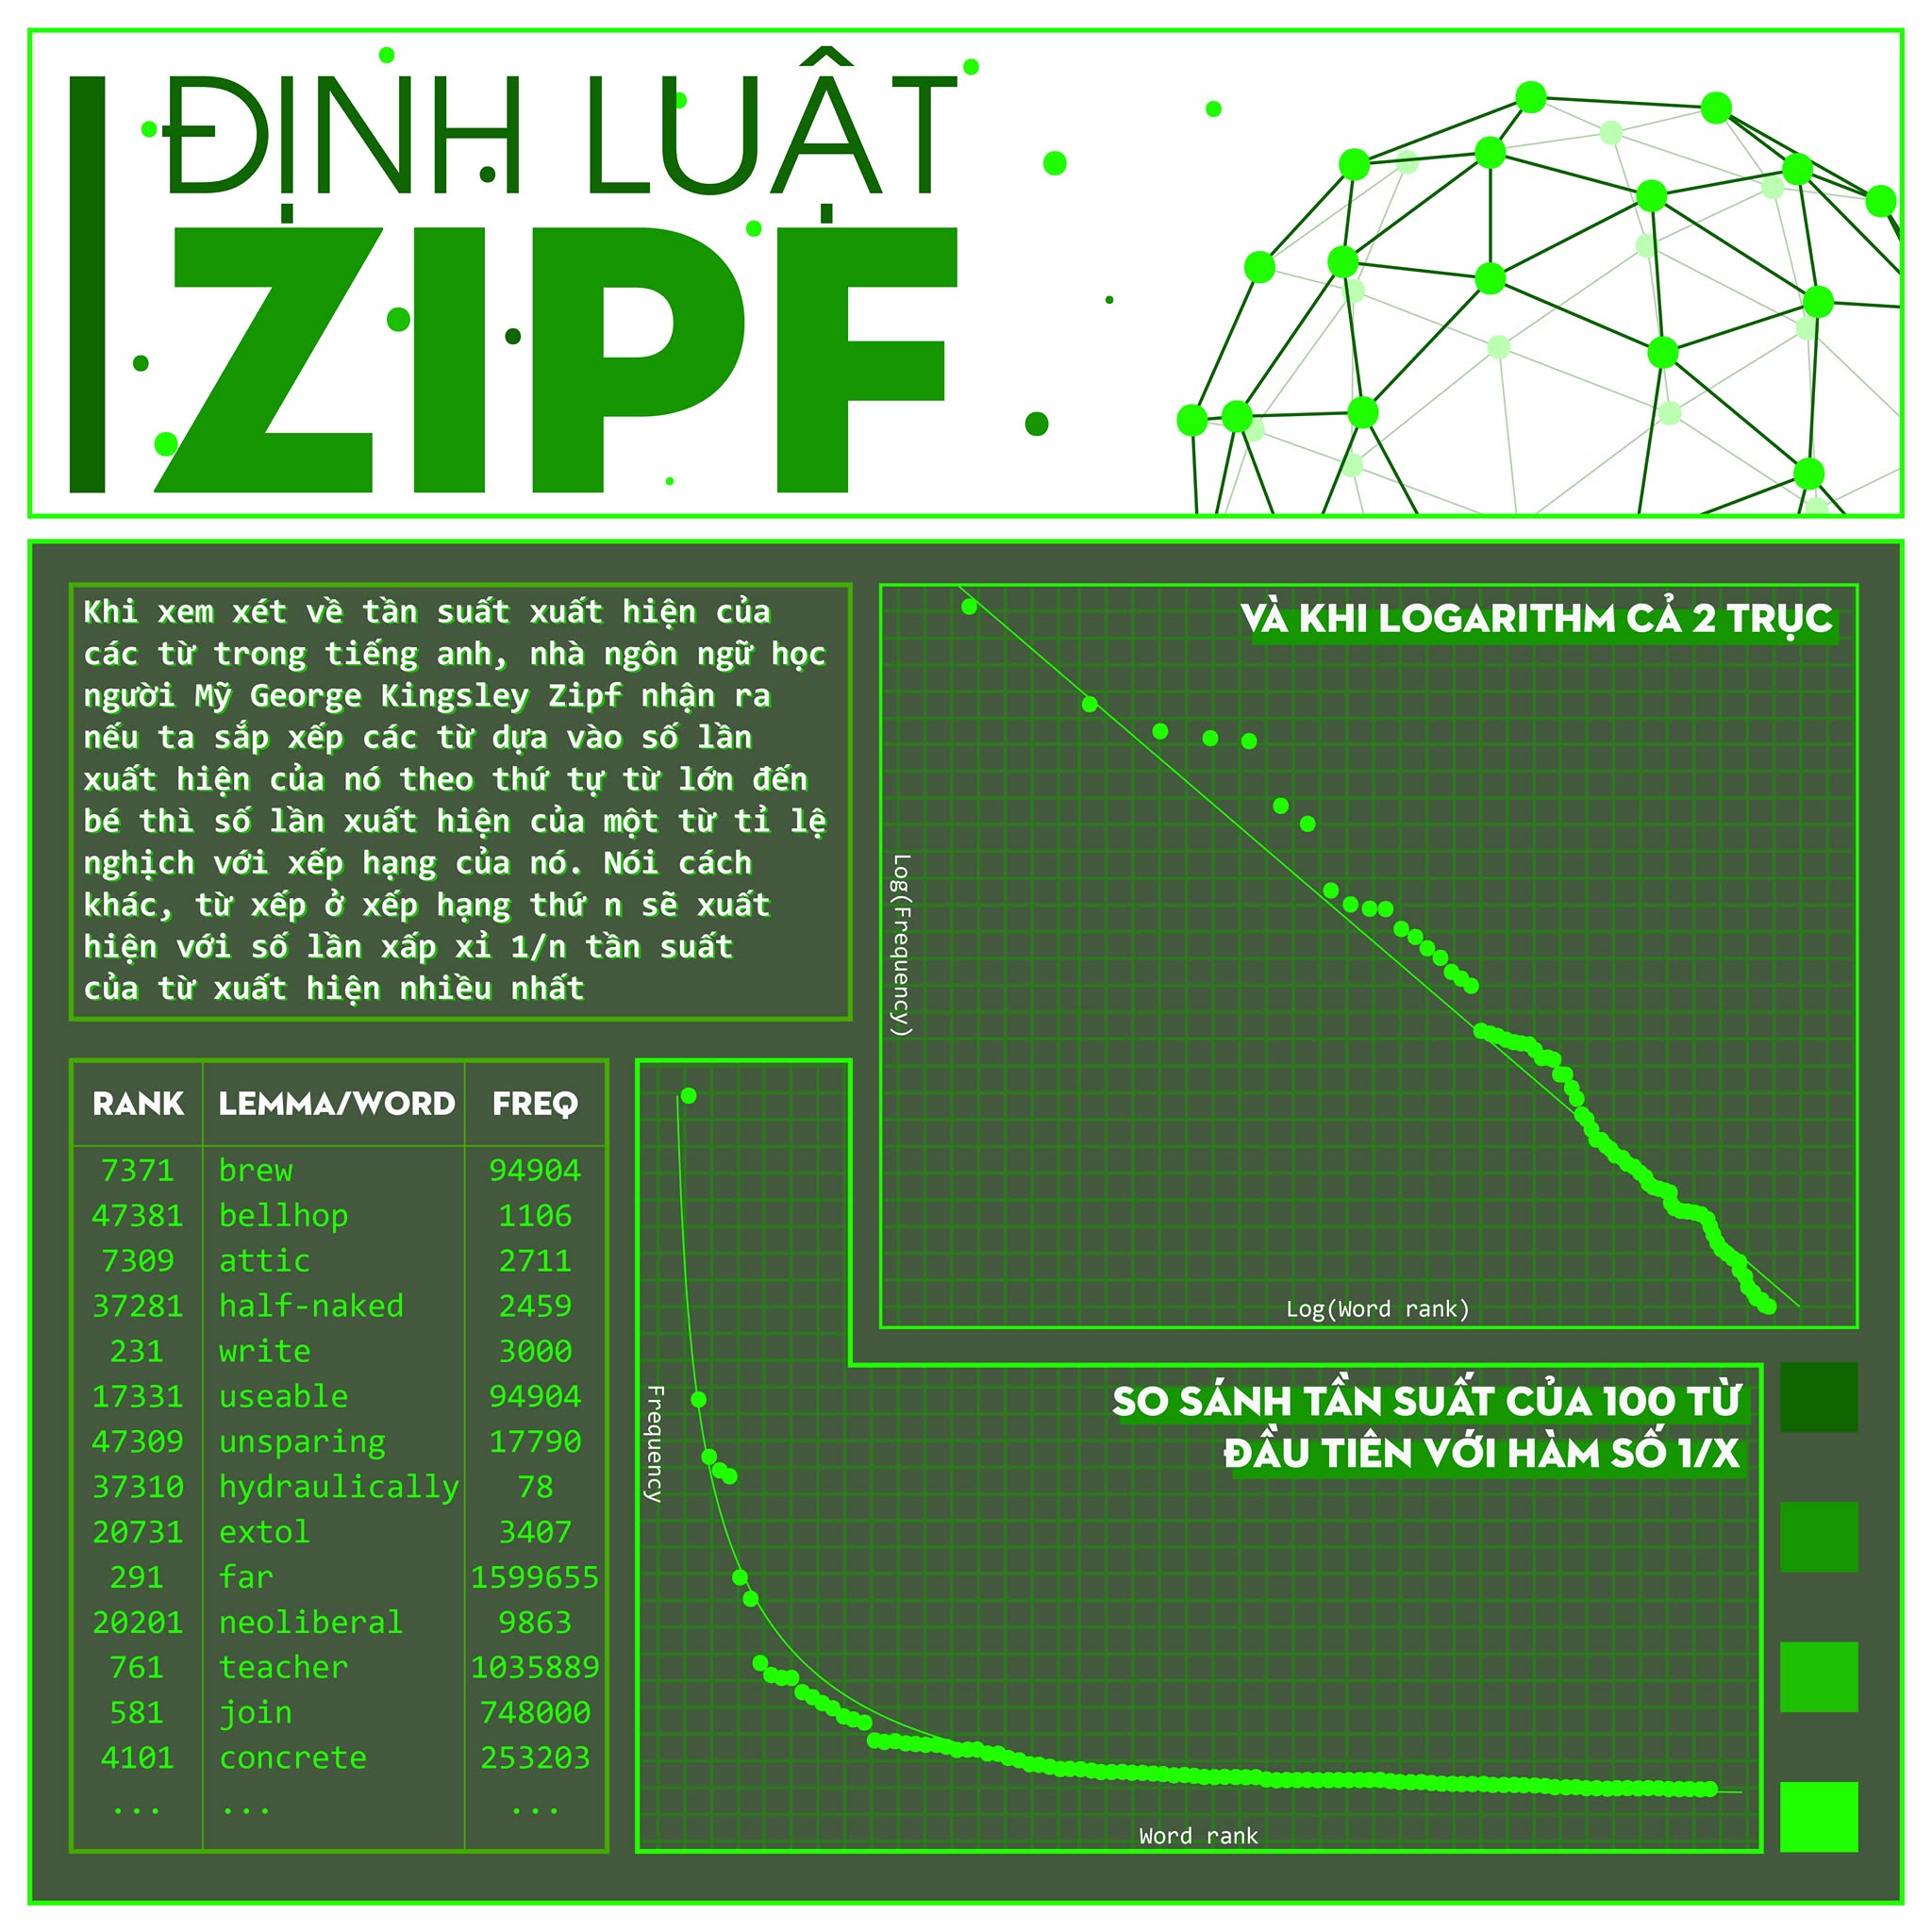 ĐỊNH LUẬT
ZIPF
Khi xem xét về tần suất xuất hiện của
các từ trong tiếng anh, nhà ngôn ngữ học
người Mỹ George Kingsley Zipf nhận ra
nếu ta sắp xếp các từ dựa vào số lần
xuất hiện của nó theo thứ tự từ lớn đến
bé thì số lần xuất hiện của một từ tỉ lệ
nghịch với xếp hạng của nó. Nói cách
khác, từ xếp ở xếp hạng thứ n sẽ xuất
hiện với số lần xấp xỉ 1/n tần suất
của từ xuất hiện nhiều nhất
VÀ KHI LOGARITHM CẢ 2 TRỤC
Log(Frequency)
Log(Word rank)
RANK LEMMA/WORD FREQ
7371 brew 94904
47381 bellhop 1106
7309 attic 2711
37281 half-naked 2459
231 write 3000
17331 useable 94904
47309 unsparing 17790
37310 hydraulically 78
20731 extol 3407
291 far 1599655
20201 neoliberal 9863
761 teacher 1035889
581 join 748000
4101 concrete 253203
... ... ...
SO SÁNH TẦN SUẤT CỦA 100 TỪ
ĐẦU TIÊN VỚI HÀM SỐ 1/X
Frequency
Word rank